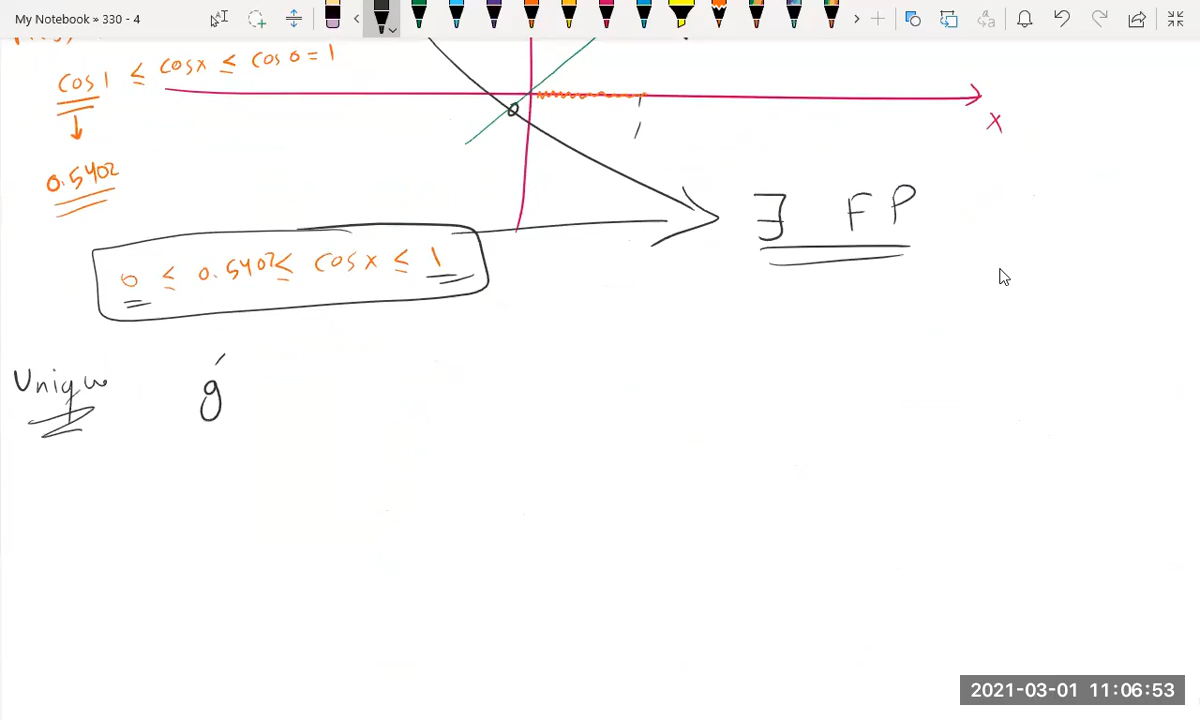 My Notebook » 330 - 4
cos 1 ≤ cos x ≤ cos 0 = 1
0.5402
x
1
∃ FP
0 ≤ 0.5402 ≤ cos x ≤ 1
Unique g′
2021-03-01 11:06:53